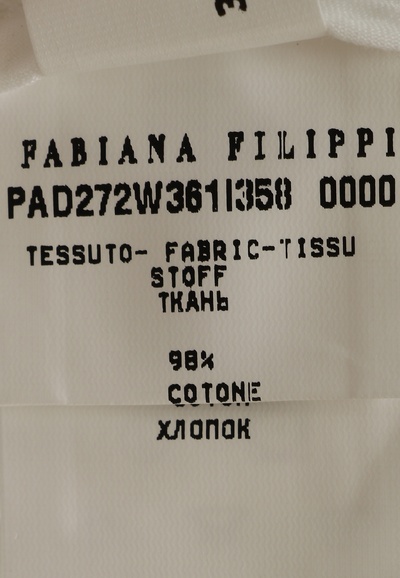 FABIANA FILIPPI
PAD272W361I358 0000
TESSUTO- FABRIC-TISSU
STOFF
ТКАНЬ
98%
COTONE
ХЛОПОК